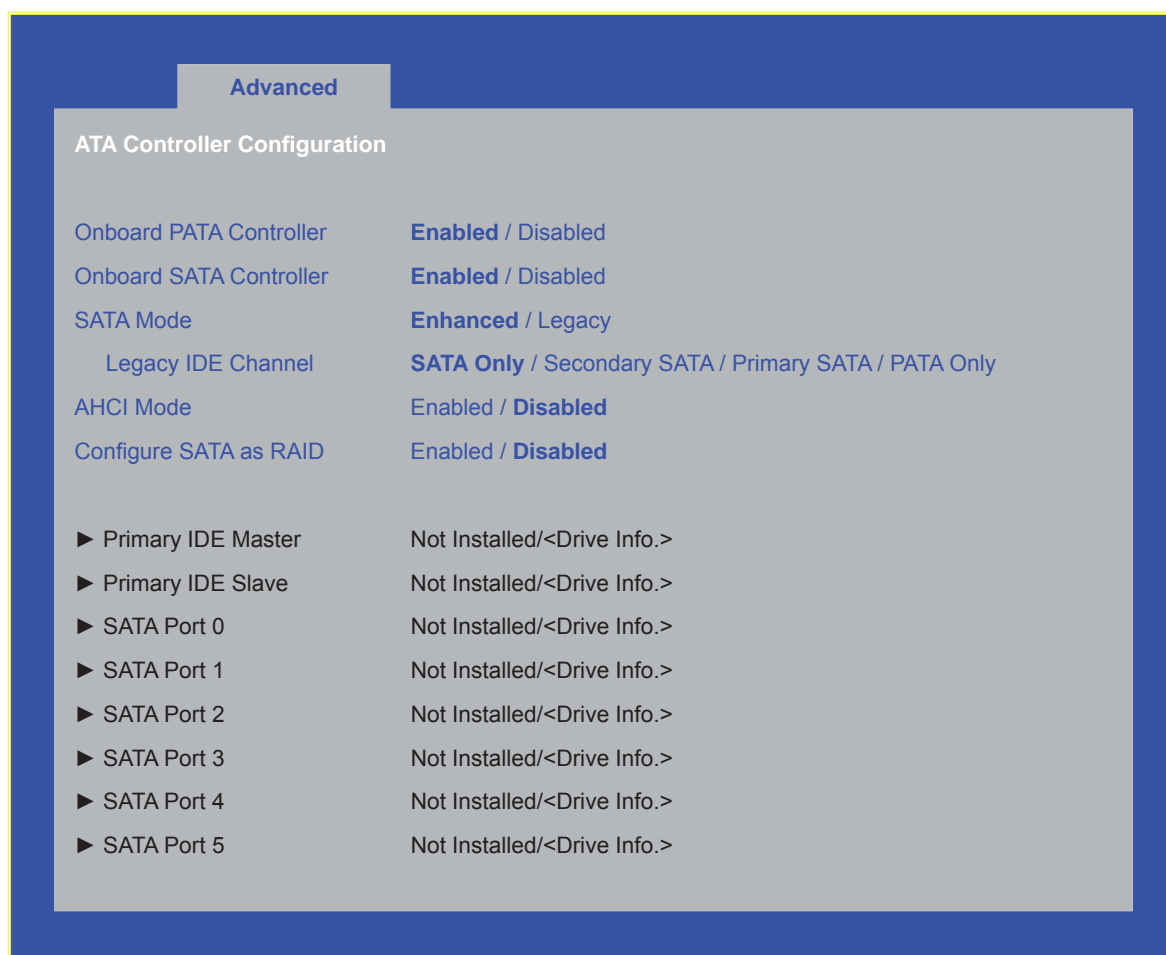 Advanced
ATA Controller Configuration
Onboard PATA Controller Enabled / Disabled
Onboard SATA Controller Enabled / Disabled
SATA Mode Enhanced / Legacy
Legacy IDE Channel SATA Only / Secondary SATA / Primary SATA / PATA Only
AHCI Mode Enabled / Disabled
Configure SATA as RAID Enabled / Disabled
► Primary IDE Master Not Installed/<Drive Info.>
► Primary IDE Slave Not Installed/<Drive Info.>
► SATA Port 0 Not Installed/<Drive Info.>
► SATA Port 1 Not Installed/<Drive Info.>
► SATA Port 2 Not Installed/<Drive Info.>
► SATA Port 3 Not Installed/<Drive Info.>
► SATA Port 4 Not Installed/<Drive Info.>
► SATA Port 5 Not Installed/<Drive Info.>